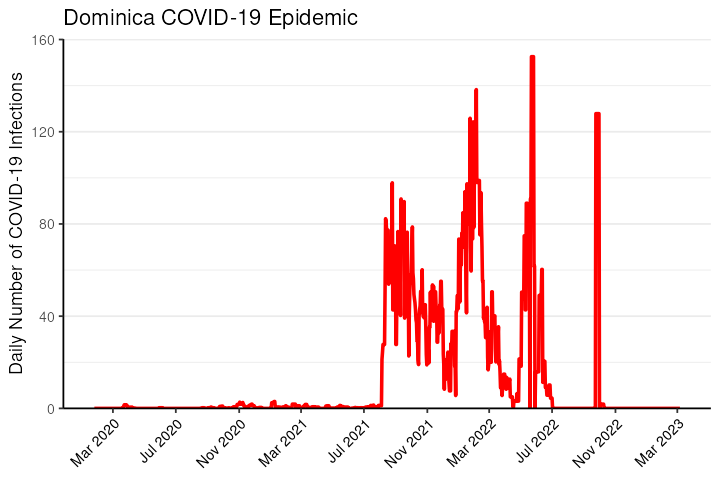 Dominica COVID-19 Epidemic
Daily Number of COVID-19 Infections
160
120
80
40
0
Mar 2020
Jul 2020
Nov 2020
Mar 2021
Jul 2021
Nov 2021
Mar 2022
Jul 2022
Nov 2022
Mar 2023